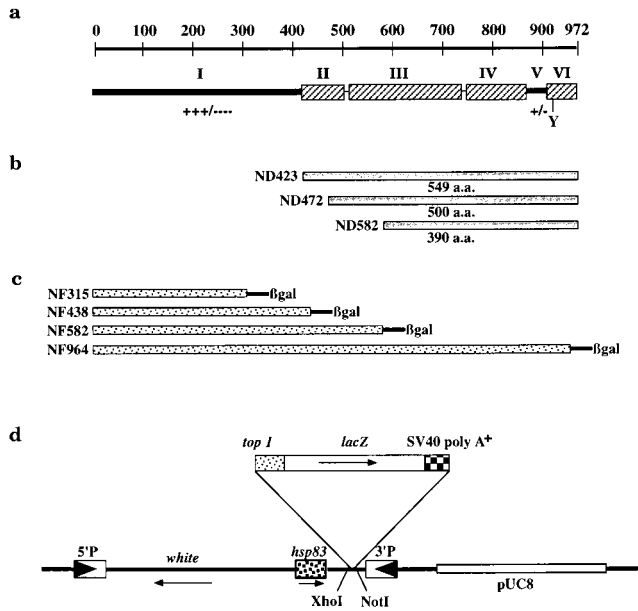 a
0 100 200 300 400 500 600 700 800 900 972
I II III IV V VI
+++/---- +/-
Y
b
ND423
549 a.a.
ND472
500 a.a.
ND582
390 a.a.
c
NF315 ßgal
NF438 ßgal
NF582 ßgal
NF964 ßgal
d
top I lacZ SV40 poly A+
5'P white hsp83 3'P
pUC8
XhoI NotI